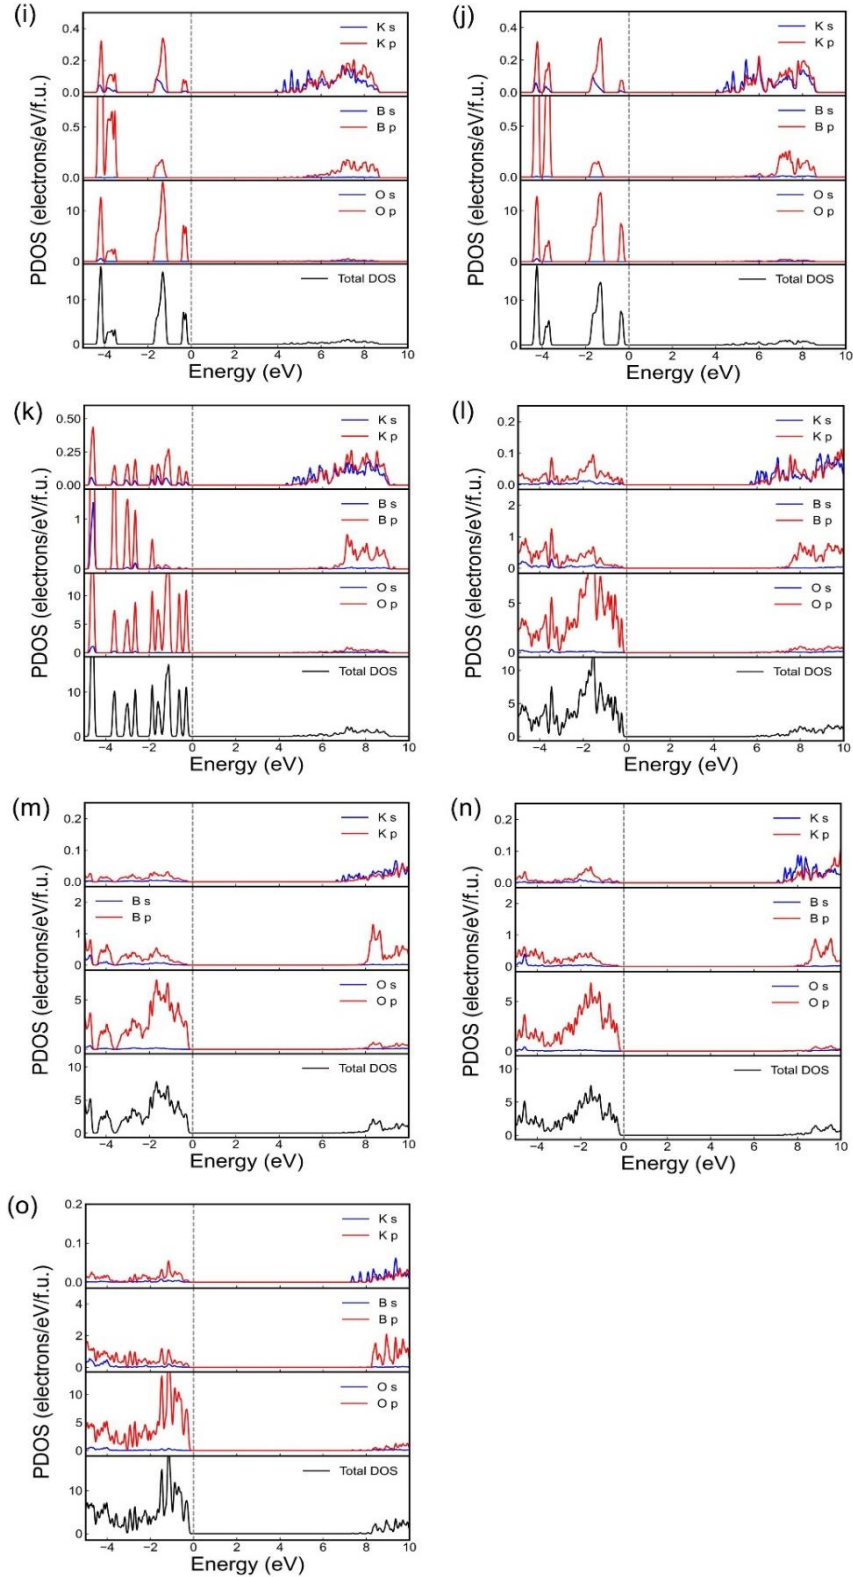 (i)
PDOS (electrons/eV/f.u.)
0.4
0.2
0.0
K s
K p
0.5
0.0
B s
B p
10
0
O s
O p
10
0
Total DOS
−4 −2 0 2 4 6 8 10
Energy (eV)
(j)
PDOS (electrons/eV/f.u.)
0.4
0.2
0.0
K s
K p
0.5
0.0
B s
B p
10
0
O s
O p
10
0
Total DOS
−4 −2 0 2 4 6 8 10
Energy (eV)
(k)
PDOS (electrons/eV/f.u.)
0.50
0.25
0.00
K s
K p
1
0
B s
B p
10
5
0
O s
O p
10
0
Total DOS
−4 −2 0 2 4 6 8 10
Energy (eV)
(l)
PDOS (electrons/eV/f.u.)
0.2
0.1
0.0
K s
K p
2
1
0
B s
B p
5
0
O s
O p
10
5
0
Total DOS
−4 −2 0 2 4 6 8 10
Energy (eV)
(m)
PDOS (electrons/eV/f.u.)
0.2
0.1
0.0
K s
K p
2
1
0
B s
B p
5
0
O s
O p
10
5
0
Total DOS
−4 −2 0 2 4 6 8 10
Energy (eV)
(n)
PDOS (electrons/eV/f.u.)
0.2
0.1
0.0
K s
K p
2
1
0
B s
B p
5
0
O s
O p
10
5
0
Total DOS
−4 −2 0 2 4 6 8 10
Energy (eV)
(o)
PDOS (electrons/eV/f.u.)
0.2
0.1
0.0
K s
K p
4
2
0
B s
B p
10
5
0
O s
O p
10
0
Total DOS
−4 −2 0 2 4 6 8 10
Energy (eV)